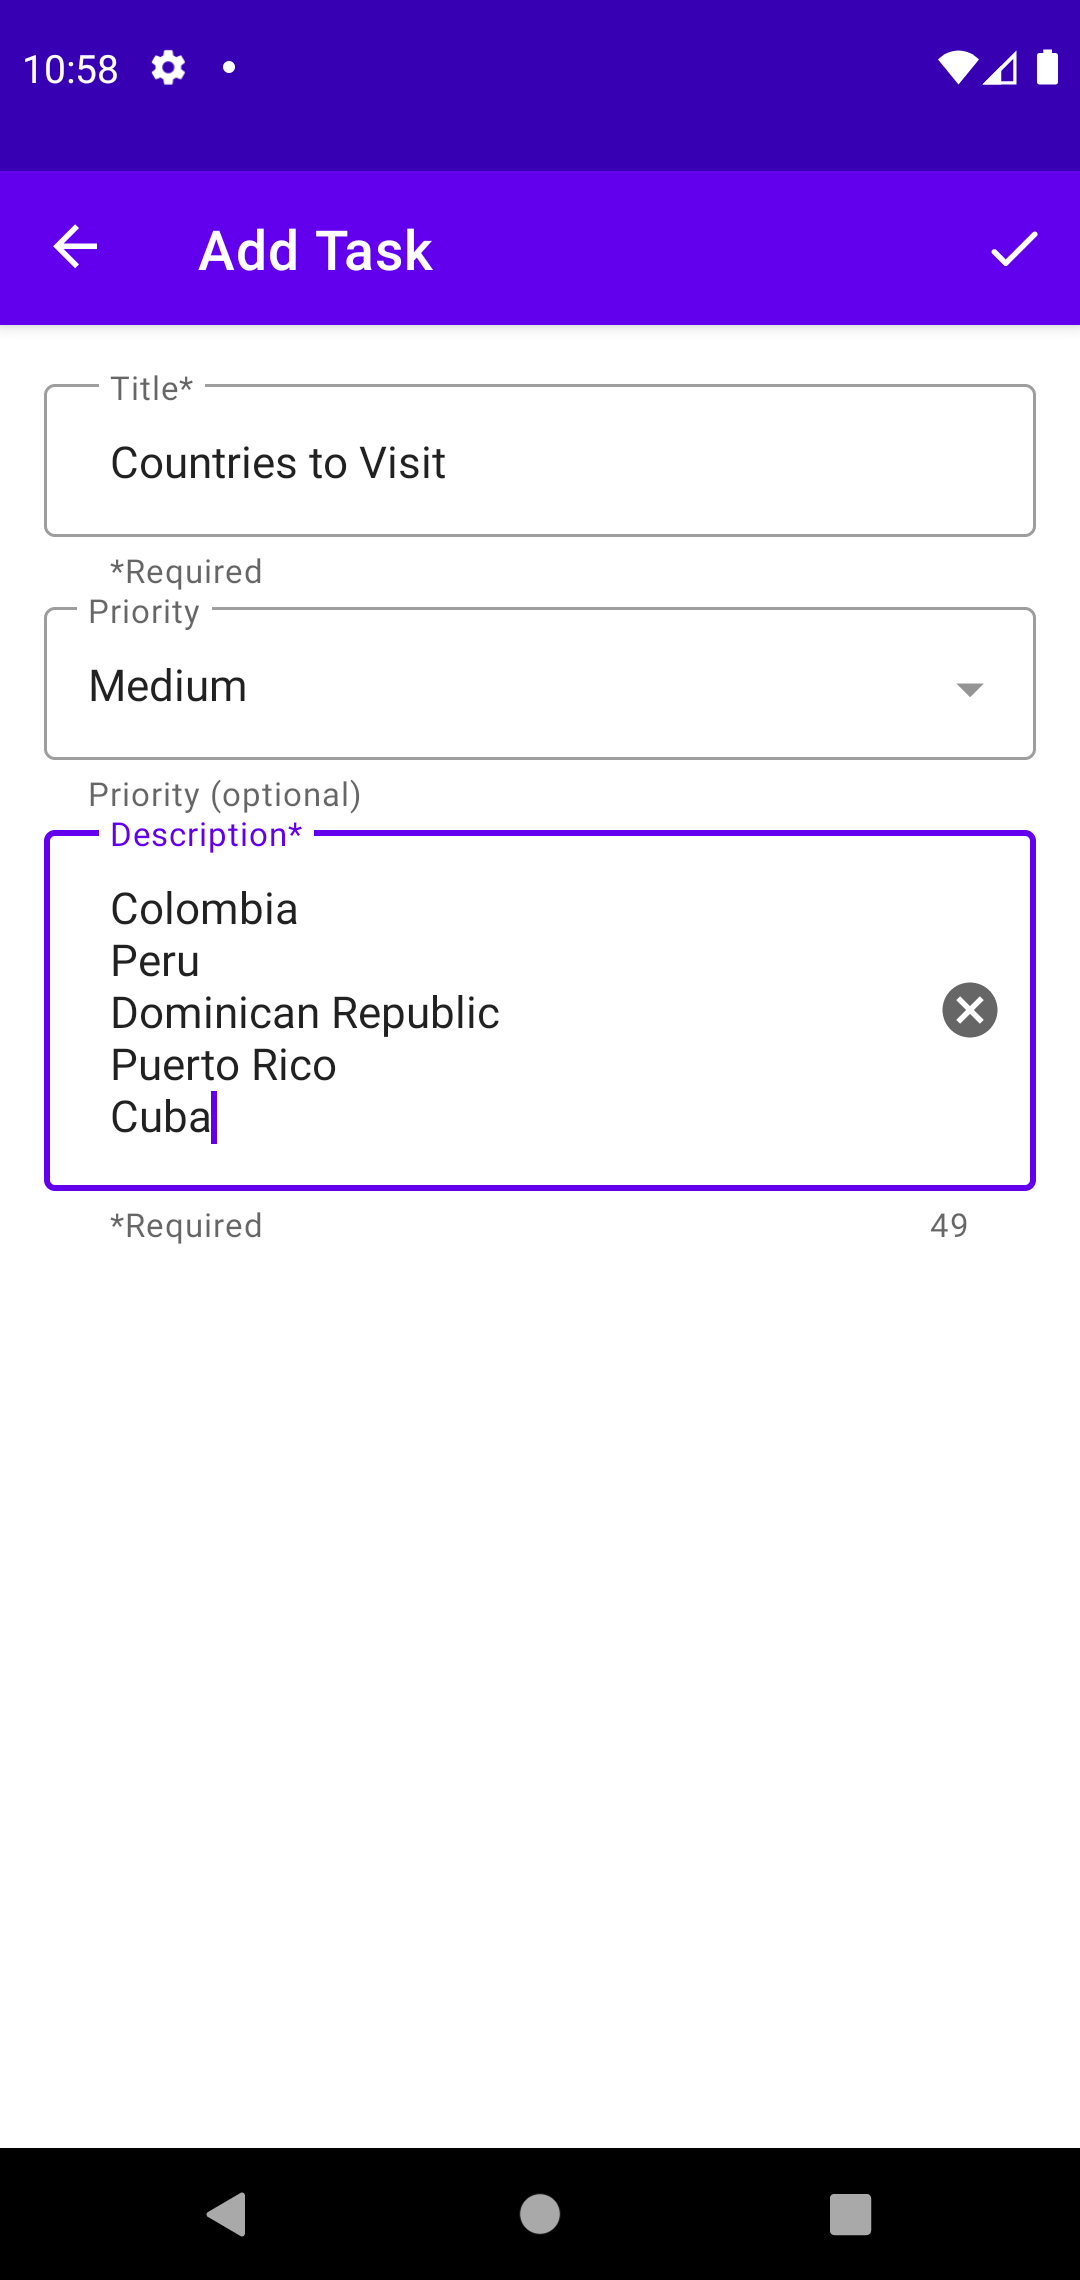 10:58
Add Task
Title*
Countries to Visit
*Required
Priority
Medium
Priority (optional)
Description*
Colombia
Peru
Dominican Republic
Puerto Rico
Cuba
*Required 49